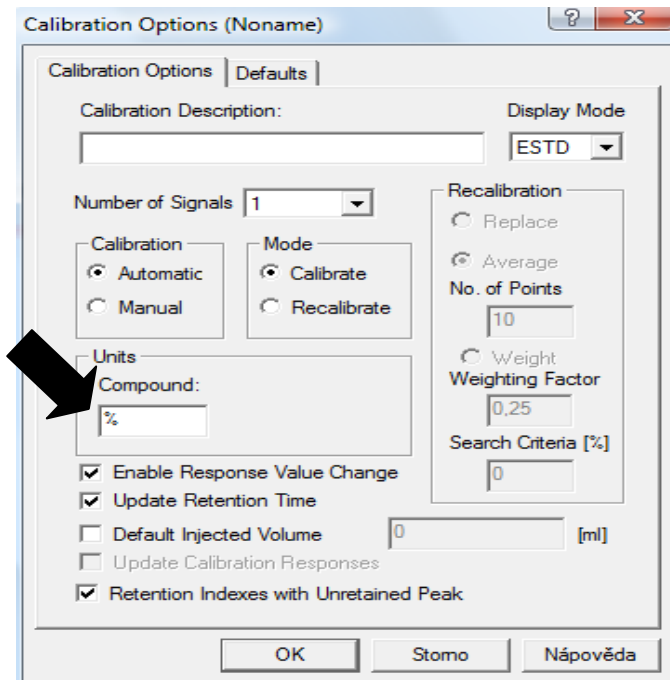 Calibration Options (Noname)
Calibration Options Defaults
Calibration Description: Display Mode
ESTD
Number of Signals 1
Calibration
Automatic
Manual
Mode
Calibrate
Recalibrate
Recalibration
Replace
Average
No. of Points
10
Weight
Weighting Factor
0,25
Search Criteria [%]
0
Units
Compound:
%
Enable Response Value Change
Update Retention Time
Default Injected Volume 0 [ml]
Update Calibration Responses
Retention Indexes with Unretained Peak
OK Storno Nápověda